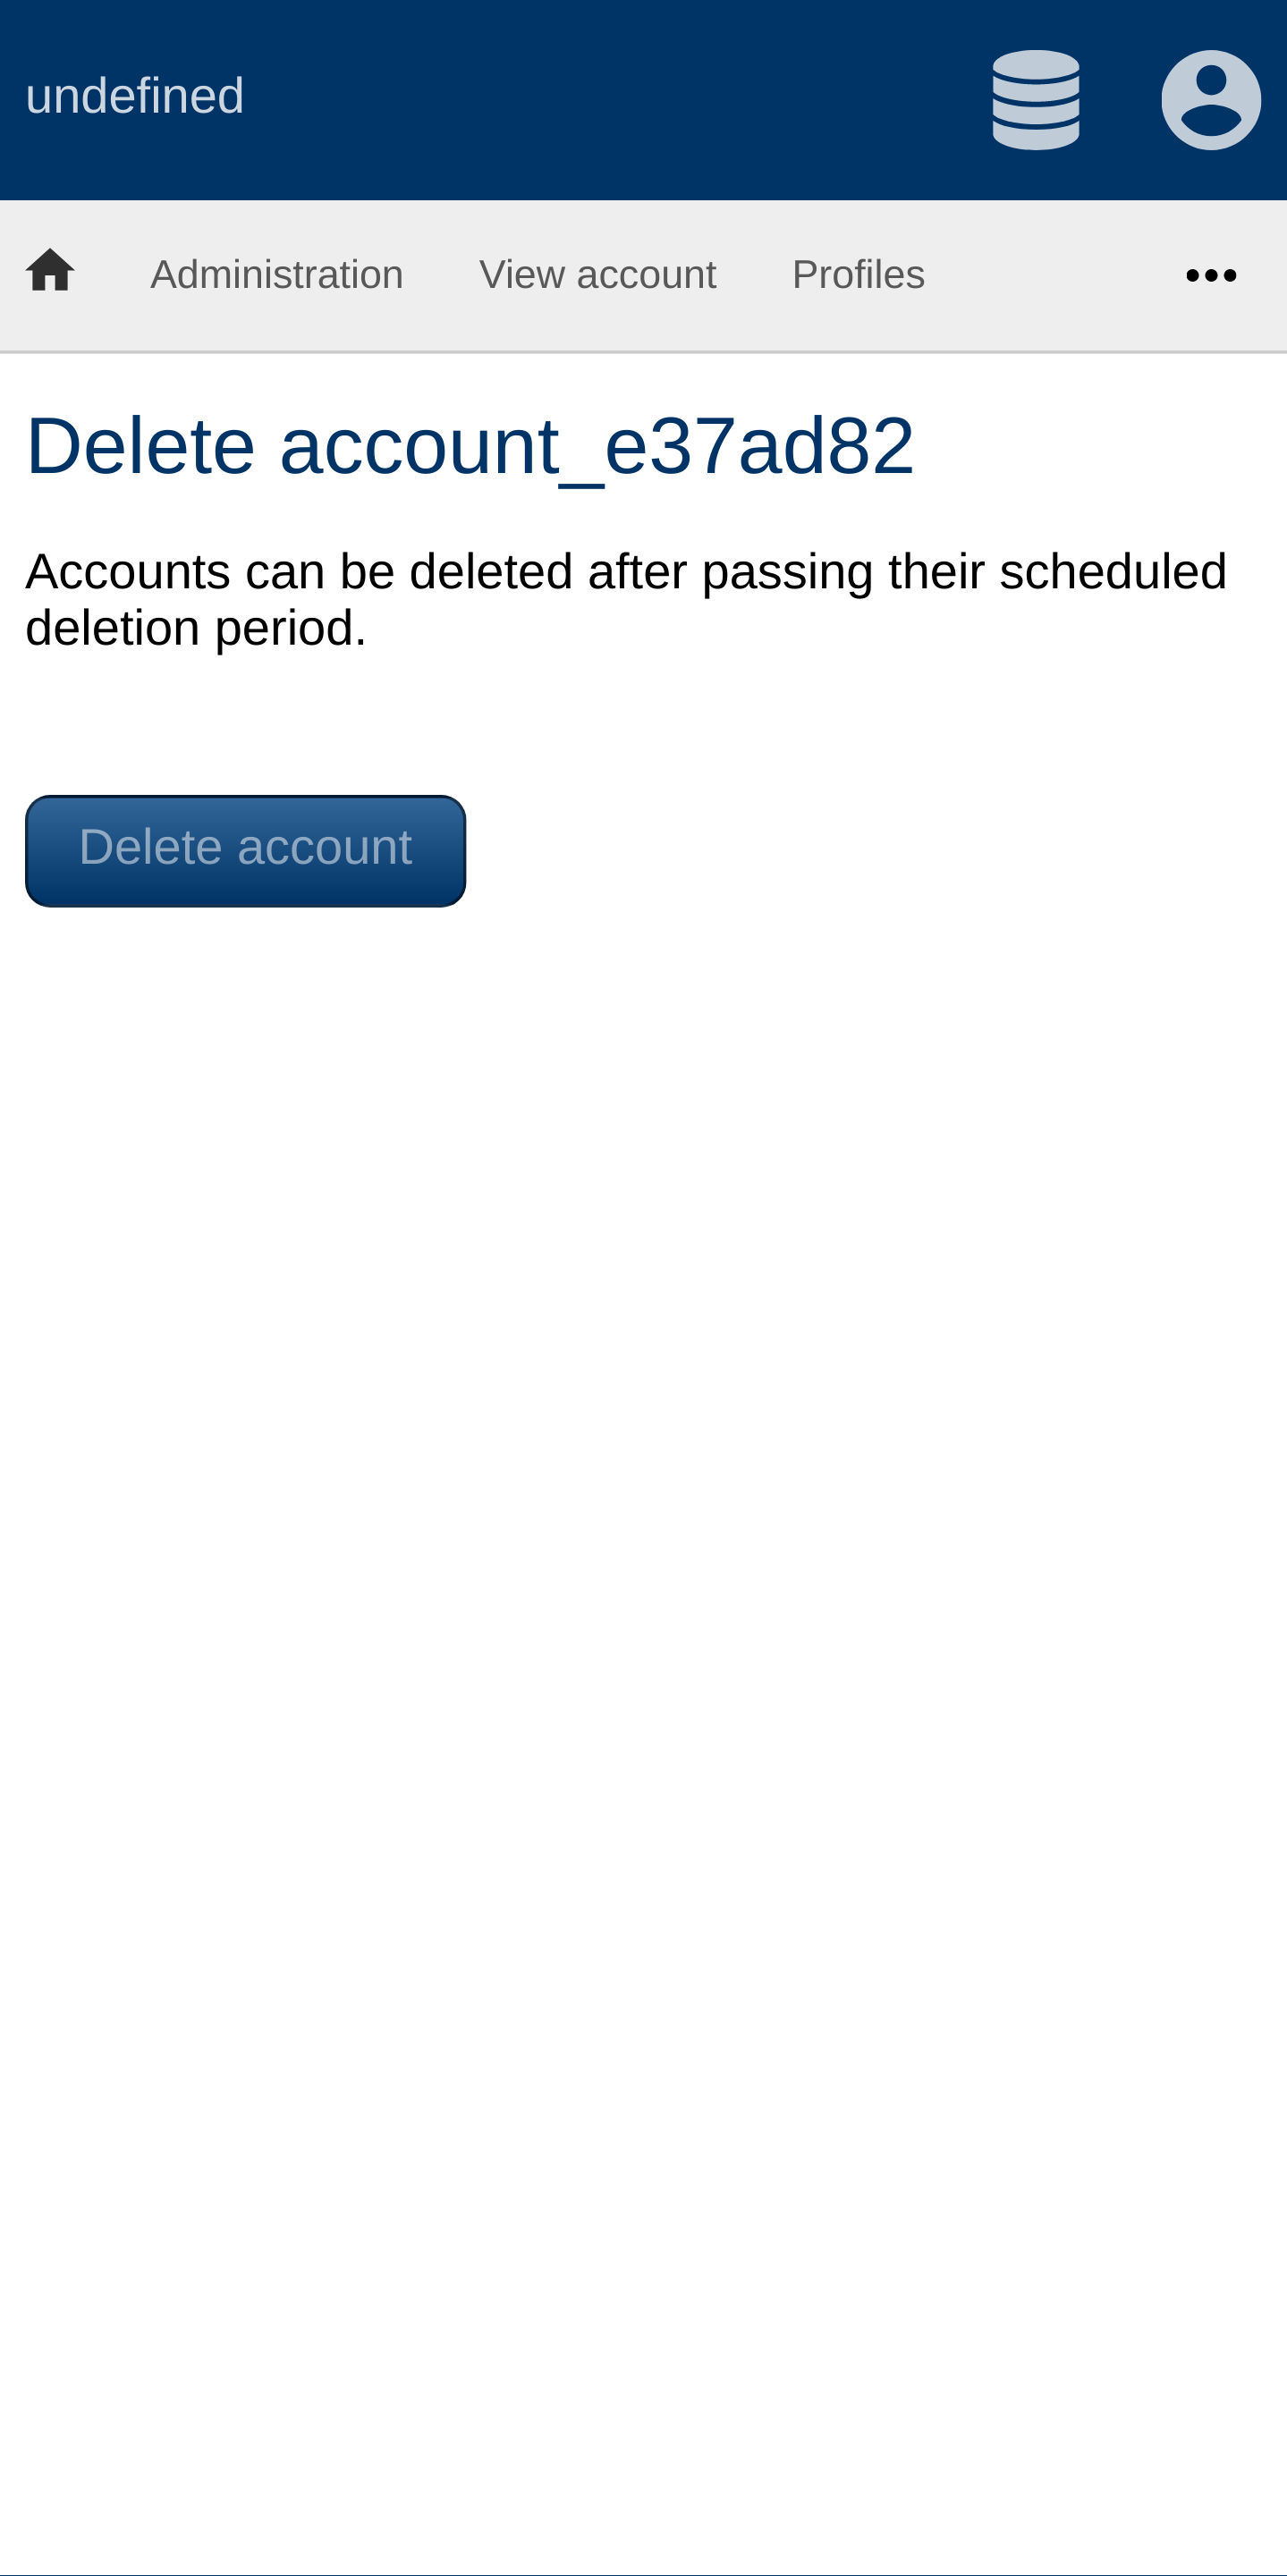 undefined
Administration View account Profiles
Delete account_e37ad82
Accounts can be deleted after passing their scheduled
deletion period.
Delete account